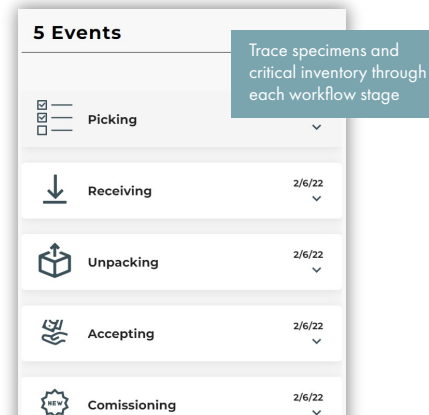 5 Events
Trace specimens and
critical inventory through
each workflow stage
Picking
Receiving
2/6/22
Unpacking
2/6/22
Accepting
2/6/22
NEW
Comissioning
2/6/22